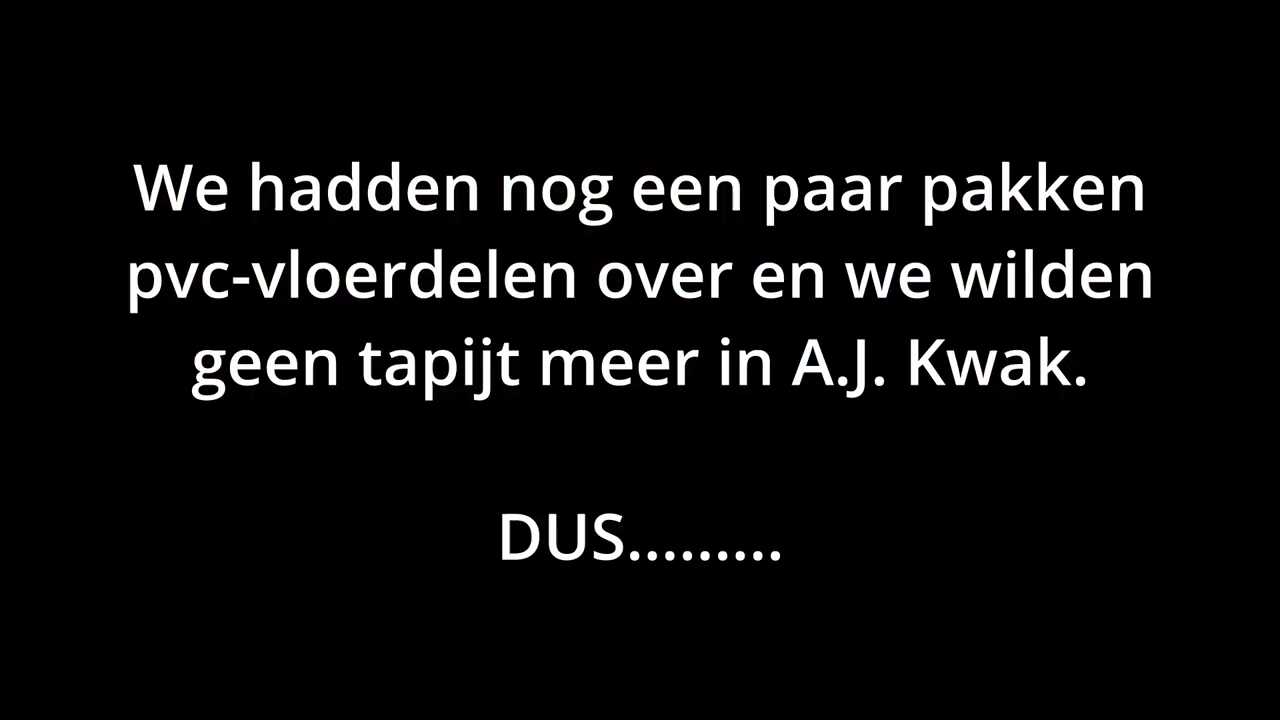 We hadden nog een paar pakken
pvc-vloerdelen over en we wilden
geen tapijt meer in A.J. Kwak.
DUS.........